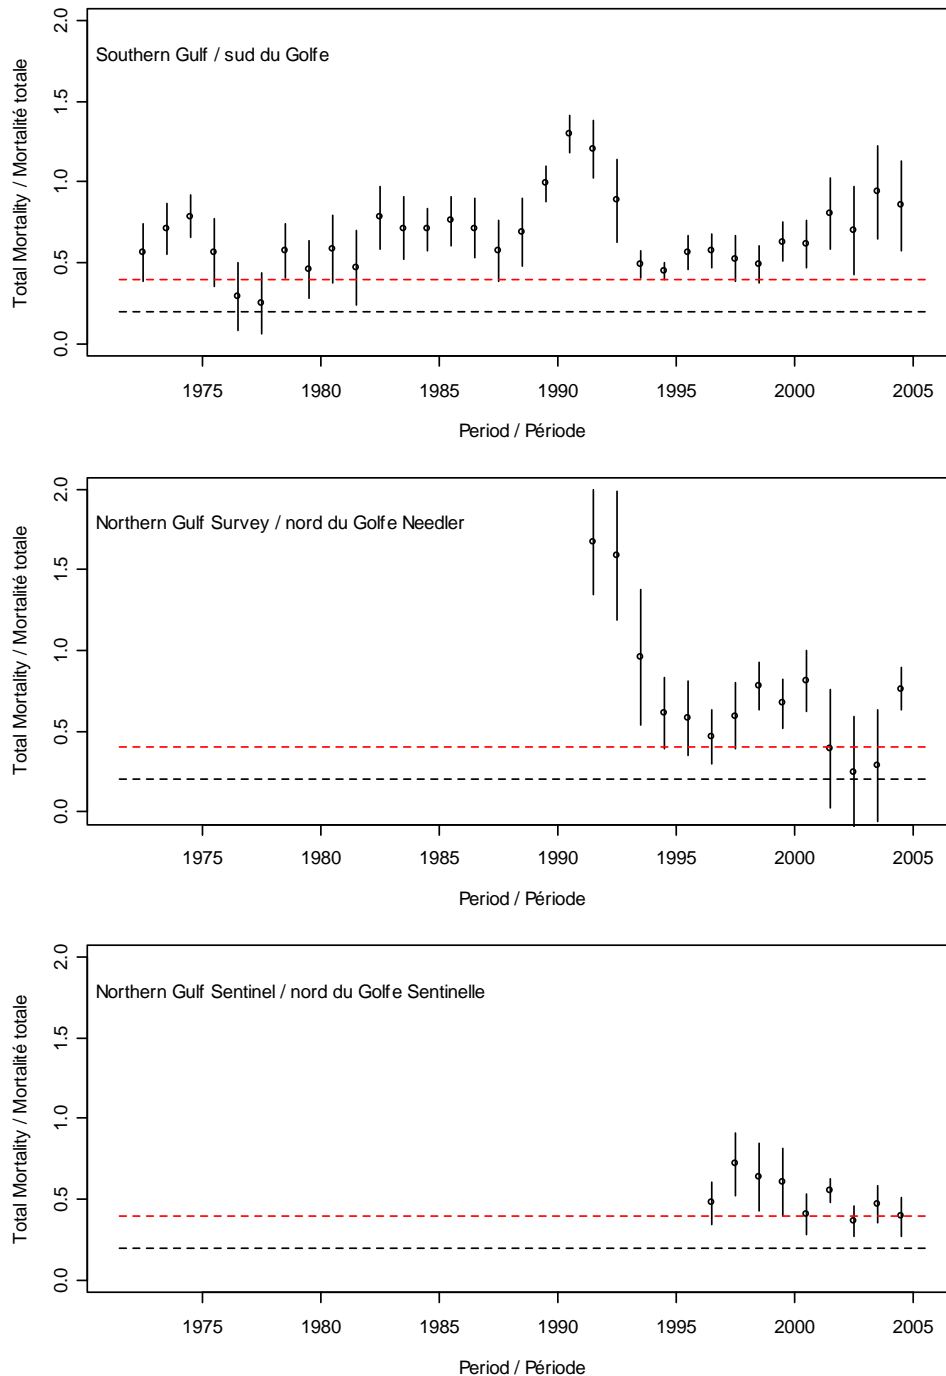 Southern Gulf / sud du Golfe
Total Mortality / Mortalité totale
2.0
1.5
1.0
0.5
0.0
1975 1980 1985 1990 1995 2000 2005
Period / Période
Northern Gulf Survey / nord du Golfe Needler
Total Mortality / Mortalité totale
2.0
1.5
1.0
0.5
0.0
1975 1980 1985 1990 1995 2000 2005
Period / Période
Northern Gulf Sentinel / nord du Golfe Sentinelle
Total Mortality / Mortalité totale
2.0
1.5
1.0
0.5
0.0
1975 1980 1985 1990 1995 2000 2005
Period / Période